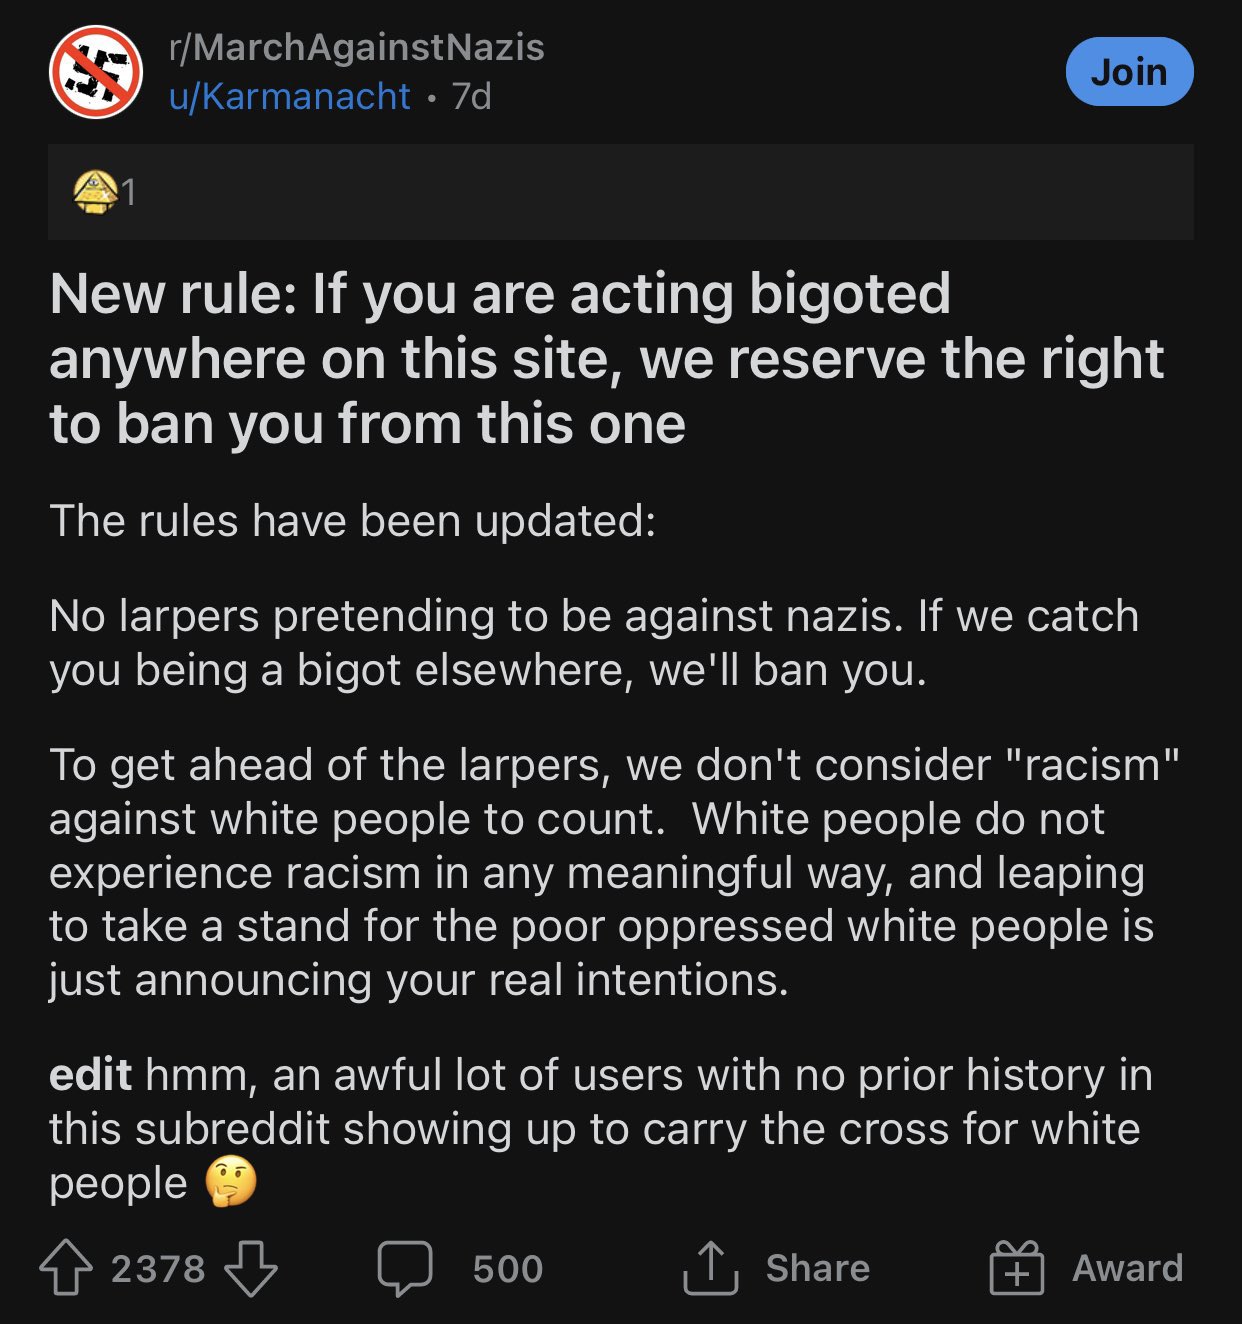 r/MarchAgainstNazis
u/Karmanacht • 7d
Join
1
New rule: If you are acting bigoted
anywhere on this site, we reserve the right
to ban you from this one
The rules have been updated:
No larpers pretending to be against nazis. If we catch
you being a bigot elsewhere, we'll ban you.
To get ahead of the larpers, we don't consider "racism"
against white people to count.  White people do not
experience racism in any meaningful way, and leaping
to take a stand for the poor oppressed white people is
just announcing your real intentions.
edit hmm, an awful lot of users with no prior history in
this subreddit showing up to carry the cross for white
people 🤔
2378 500 Share Award